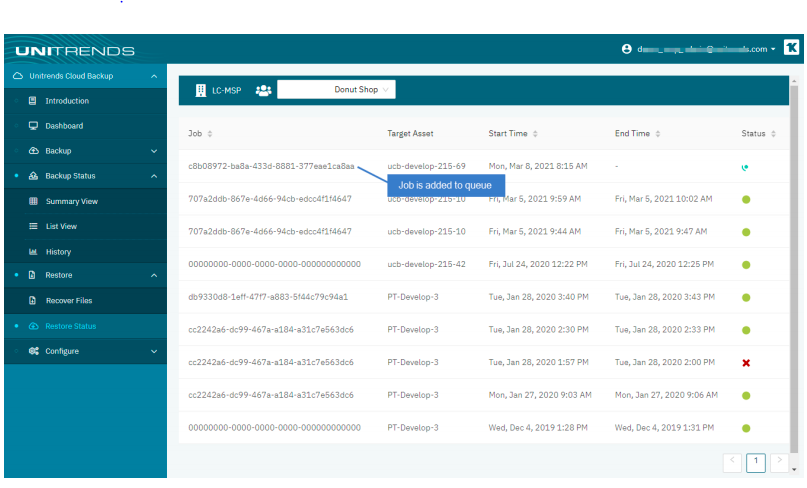 UNITRENDS
Unitrends Cloud Backup
Introduction
Dashboard
Backup
Backup Status
Summary View
List View
History
Restore
Recover Files
Restore Status
Configure
LC-MSP Donut Shop
Job Target Asset Start Time End Time Status
c8b08972-ba8a-433d-8881-377eae1ca8aa ucb-develop-215-69 Mon, Mar 8, 2021 8:15 AM -
Job is added to queue
707a2ddb-867e-4d66-94cb-edcc4f1f4647 ucb-develop-215-10 Fri, Mar 5, 2021 9:59 AM Fri, Mar 5, 2021 10:02 AM
707a2ddb-867e-4d66-94cb-edcc4f1f4647 ucb-develop-215-10 Fri, Mar 5, 2021 9:44 AM Fri, Mar 5, 2021 9:47 AM
00000000-0000-0000-0000-000000000000 ucb-develop-215-42 Fri, Jul 24, 2020 12:22 PM Fri, Jul 24, 2020 12:25 PM
db9330d8-1eff-47f7-a883-5f44c79c94a1 PT-Develop-3 Tue, Jan 28, 2020 3:40 PM Tue, Jan 28, 2020 3:43 PM
cc2242a6-dc99-467a-a184-a31c7e563dc6 PT-Develop-3 Tue, Jan 28, 2020 2:30 PM Tue, Jan 28, 2020 2:33 PM
cc2242a6-dc99-467a-a184-a31c7e563dc6 PT-Develop-3 Tue, Jan 28, 2020 1:57 PM Tue, Jan 28, 2020 2:00 PM
cc2242a6-dc99-467a-a184-a31c7e563dc6 PT-Develop-3 Mon, Jan 27, 2020 9:03 AM Mon, Jan 27, 2020 9:06 AM
00000000-0000-0000-0000-000000000000 PT-Develop-3 Wed, Dec 4, 2019 1:28 PM Wed, Dec 4, 2019 1:31 PM
1